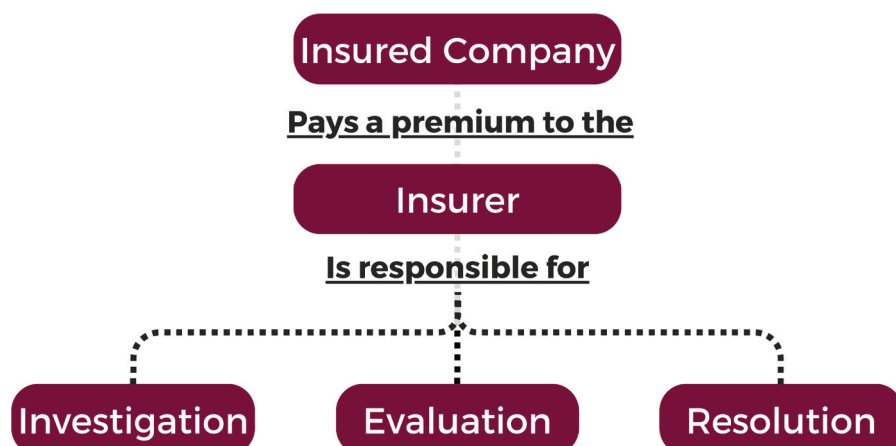 Insured Company
Pays a premium to the
Insurer
Is responsible for
Investigation
Evaluation
Resolution